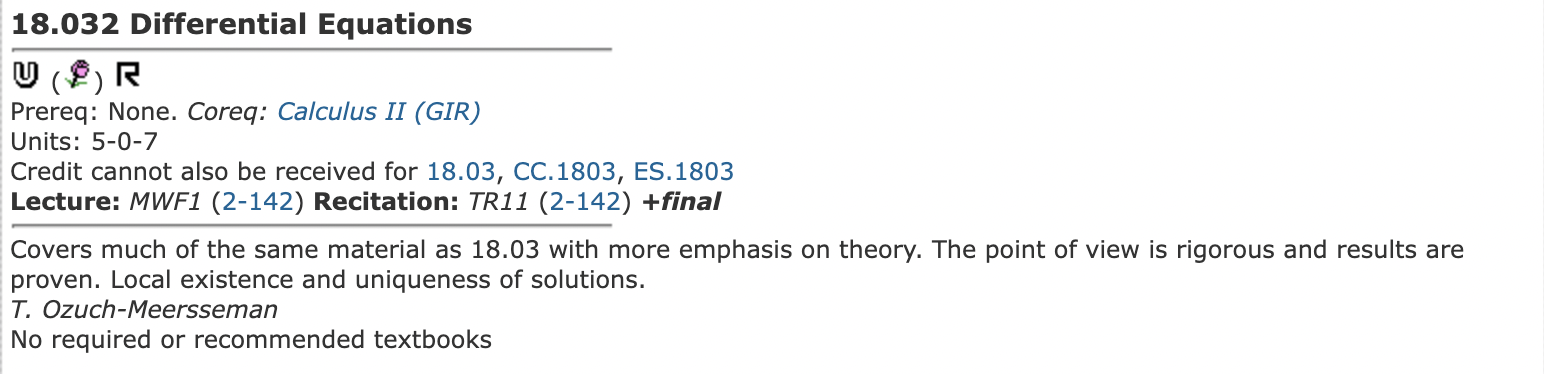 18.032 Differential Equations
U ( ) R
Prereq: None. Coreq: Calculus II (GIR)
Units: 5-0-7
Credit cannot also be received for 18.03, CC.1803, ES.1803
Lecture: MWF1 (2-142) Recitation: TR11 (2-142) +final
Covers much of the same material as 18.03 with more emphasis on theory. The point of view is rigorous and results are
proven. Local existence and uniqueness of solutions.
T. Ozuch-Meersseman
No required or recommended textbooks